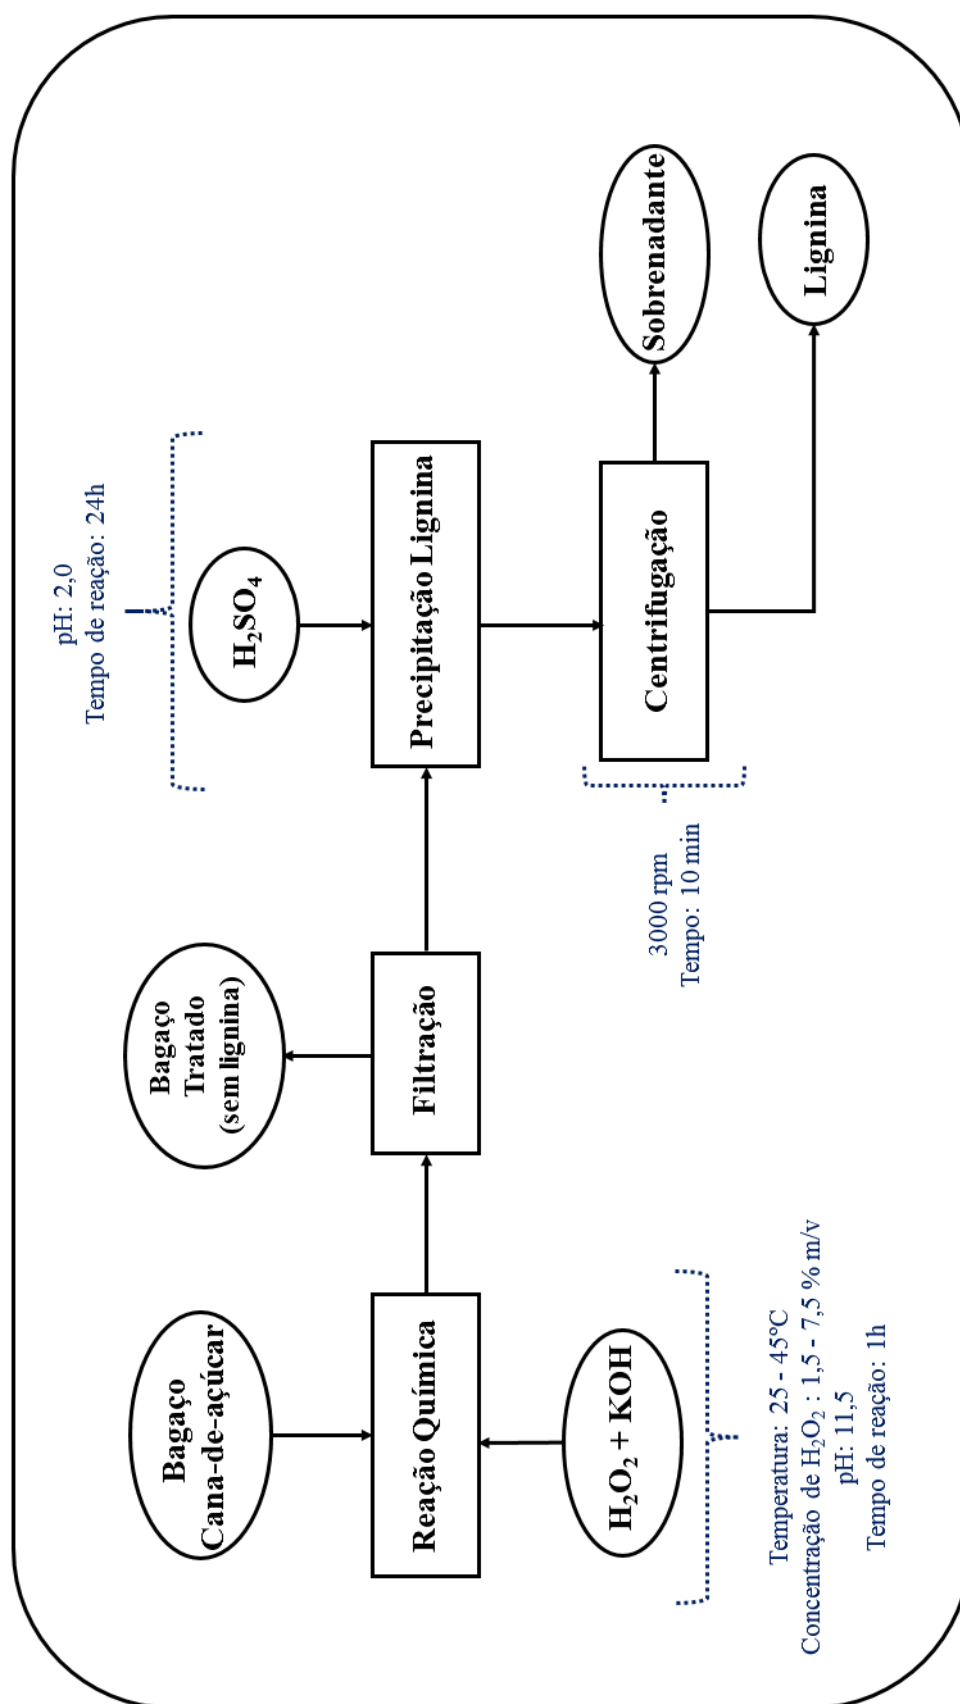 Bagaço
Cana-de-açúcar
Reação Química
H₂O₂ + KOH
Temperatura: 25 - 45ºC
Concentração de H₂O₂ : 1,5 - 7,5 % m/v
pH: 11,5
Tempo de reação: 1h
Bagaço
Tratado
(sem lignina)
Filtração
pH: 2,0
Tempo de reação: 24h
H₂SO₄
Precipitação Lignina
3000 rpm
Tempo: 10 min
Centrifugação
Sobrenadante
Lignina